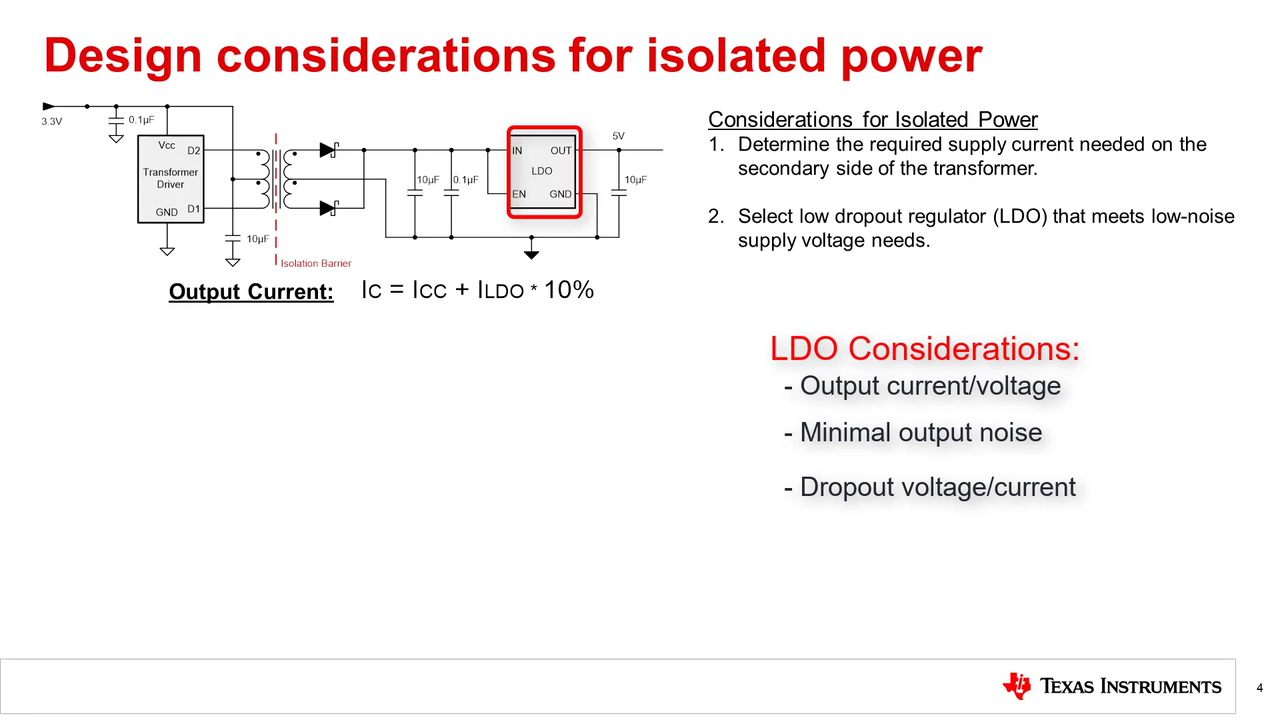 Design considerations for isolated power
3.3V
0.1µF
Vcc
D2
Transformer
Driver
GND
D1
10µF
Isolation Barrier
10µF
0.1µF
IN
OUT
LDO
EN
GND
5V
10µF
Output Current: IC = ICC + ILDO * 10%
Considerations for Isolated Power
1. Determine the required supply current needed on the
secondary side of the transformer.
2. Select low dropout regulator (LDO) that meets low-noise
supply voltage needs.
LDO Considerations:
- Output current/voltage
- Minimal output noise
- Dropout voltage/current
TEXAS INSTRUMENTS
4